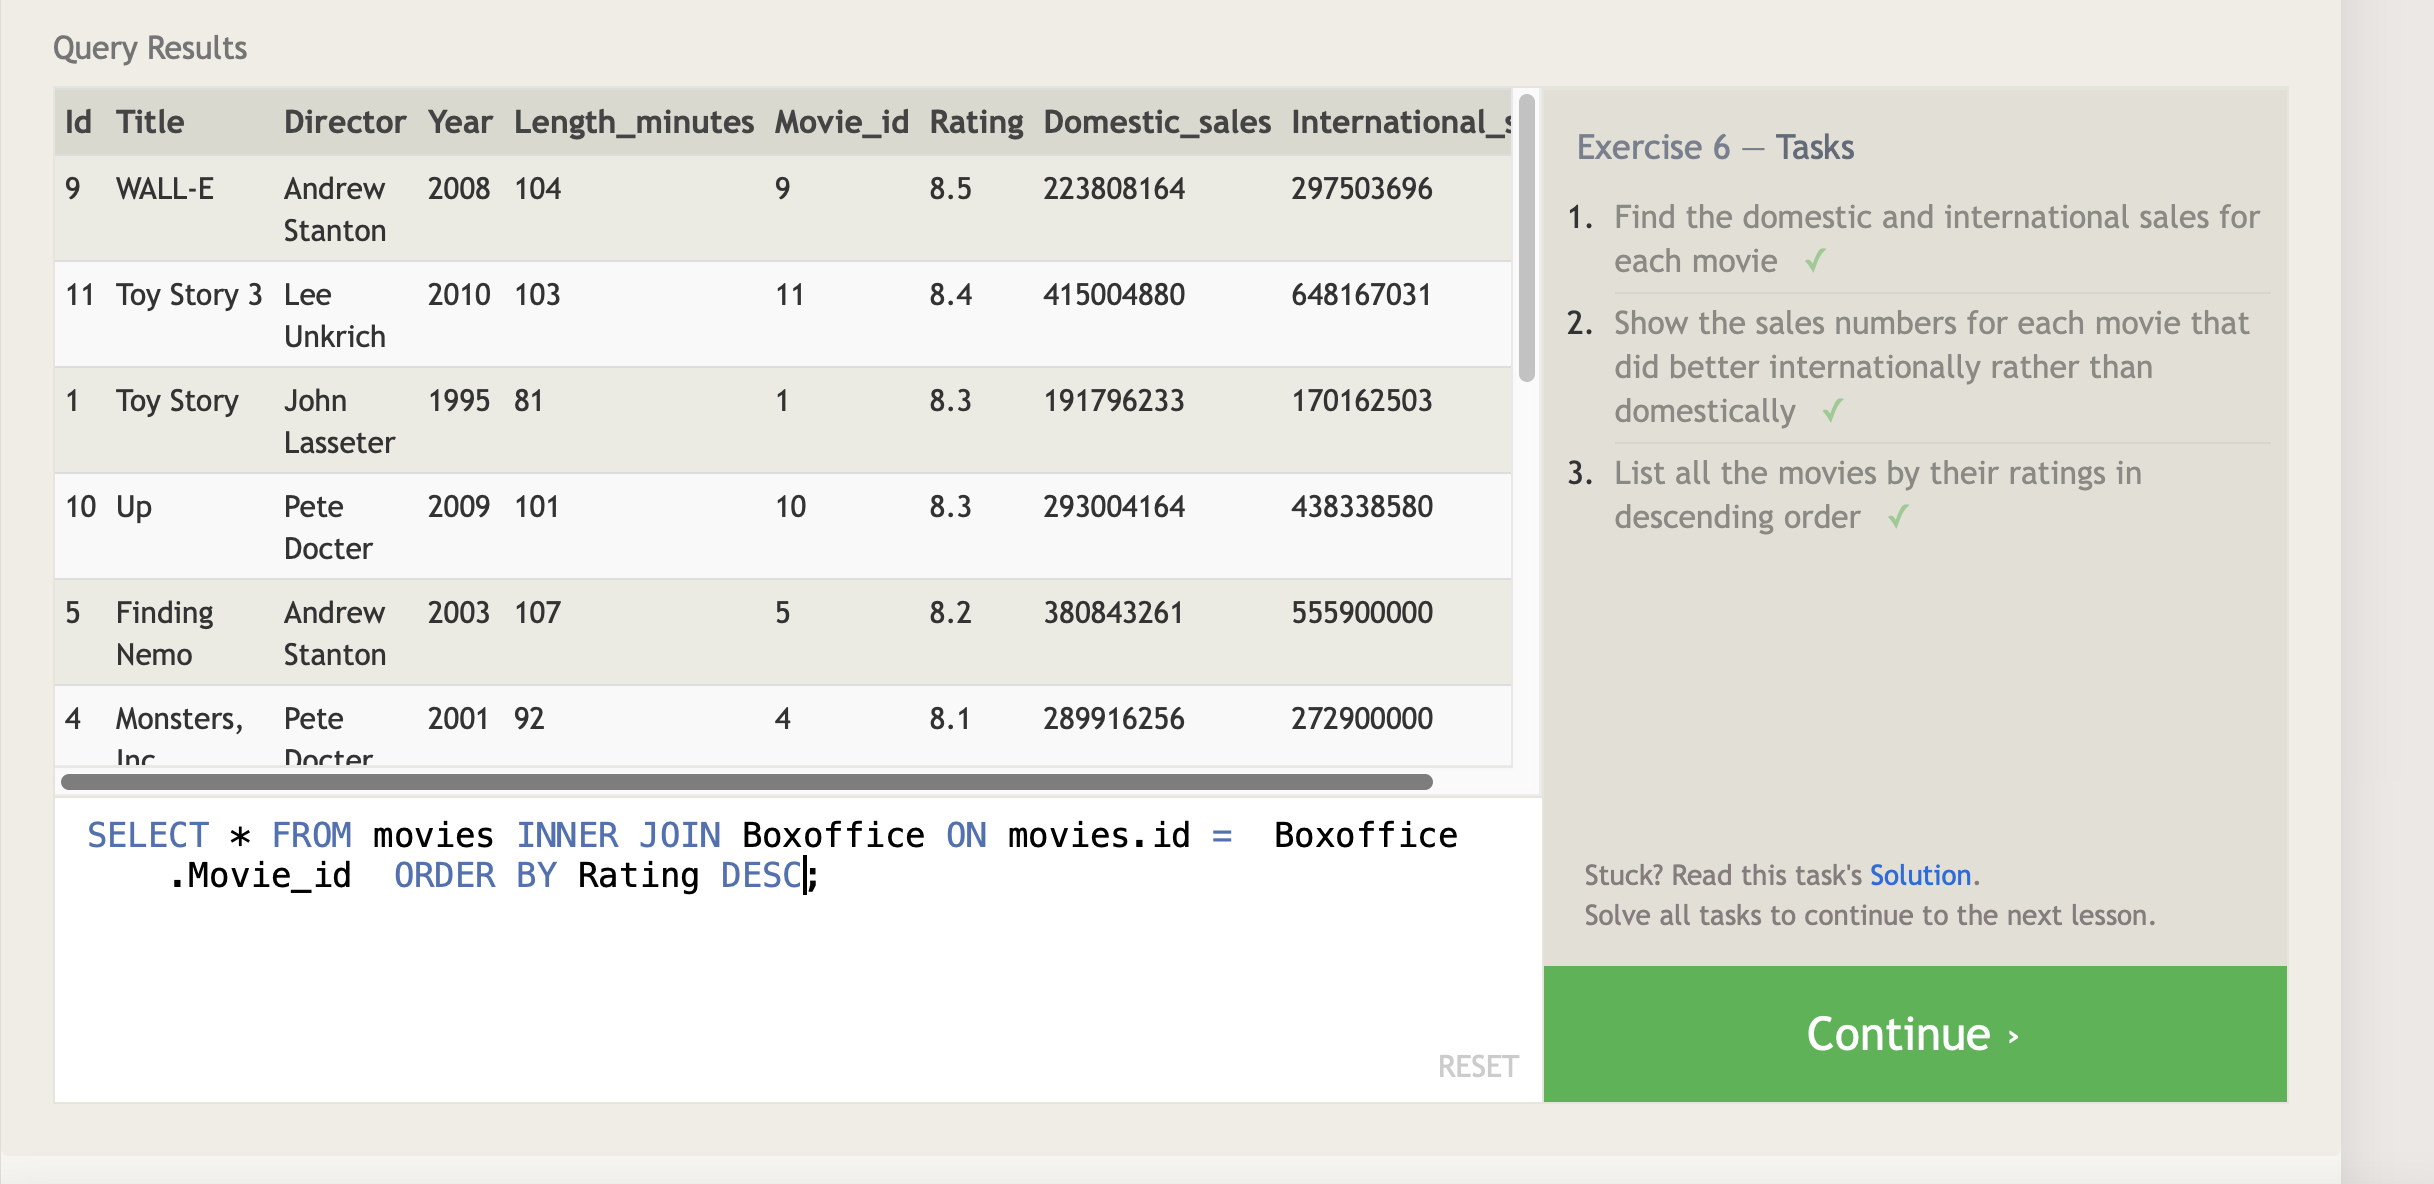 Query Results
Id Title Director Year Length_minutes Movie_id Rating Domestic_sales International_s
9 WALL-E Andrew 2008 104 9 8.5 223808164 297503696
Stanton
11 Toy Story 3 Lee 2010 103 11 8.4 415004880 648167031
Unkrich
1 Toy Story John 1995 81 1 8.3 191796233 170162503
Lasseter
10 Up Pete 2009 101 10 8.3 293004164 438338580
Docter
5 Finding Andrew 2003 107 5 8.2 380843261 555900000
Nemo Stanton
4 Monsters, Pete 2001 92 4 8.1 289916256 272900000
Inc Docter
SELECT * FROM movies INNER JOIN Boxoffice ON movies.id =  Boxoffice
.Movie_id  ORDER BY Rating DESC;
RESET
Exercise 6 — Tasks
1. Find the domestic and international sales for
each movie ✓
2. Show the sales numbers for each movie that
did better internationally rather than
domestically ✓
3. List all the movies by their ratings in
descending order ✓
Stuck? Read this task's Solution.
Solve all tasks to continue to the next lesson.
Continue ›